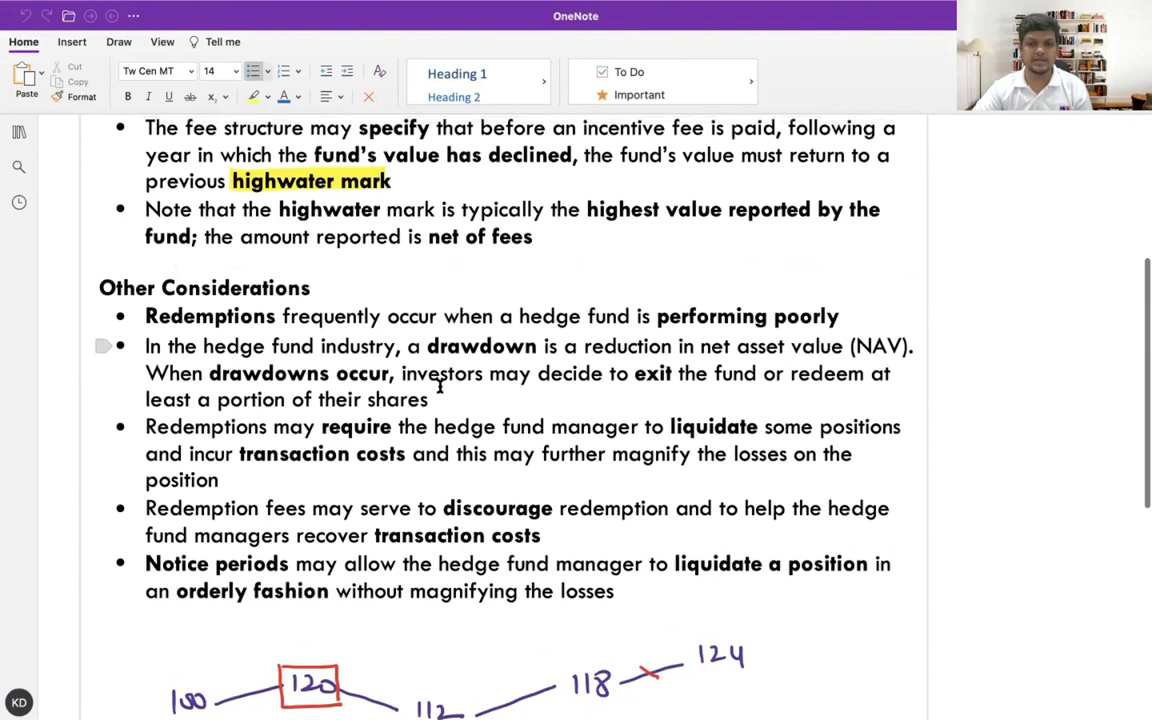 OneNote
Home Insert Draw View Tell me
Paste
Cut
Copy
Format
Tw Cen MT 14
B I U ab x₂ A
Heading 1
Heading 2
To Do
Important
• The fee structure may specify that before an incentive fee is paid, following a
year in which the fund's value has declined, the fund's value must return to a
previous highwater mark
• Note that the highwater mark is typically the highest value reported by the
fund; the amount reported is net of fees
Other Considerations
• Redemptions frequently occur when a hedge fund is performing poorly
• In the hedge fund industry, a drawdown is a reduction in net asset value (NAV).
When drawdowns occur, investors may decide to exit the fund or redeem at
least a portion of their shares
• Redemptions may require the hedge fund manager to liquidate some positions
and incur transaction costs and this may further magnify the losses on the
position
• Redemption fees may serve to discourage redemption and to help the hedge
fund managers recover transaction costs
• Notice periods may allow the hedge fund manager to liquidate a position in
an orderly fashion without magnifying the losses
100 120 112 118 124
KD